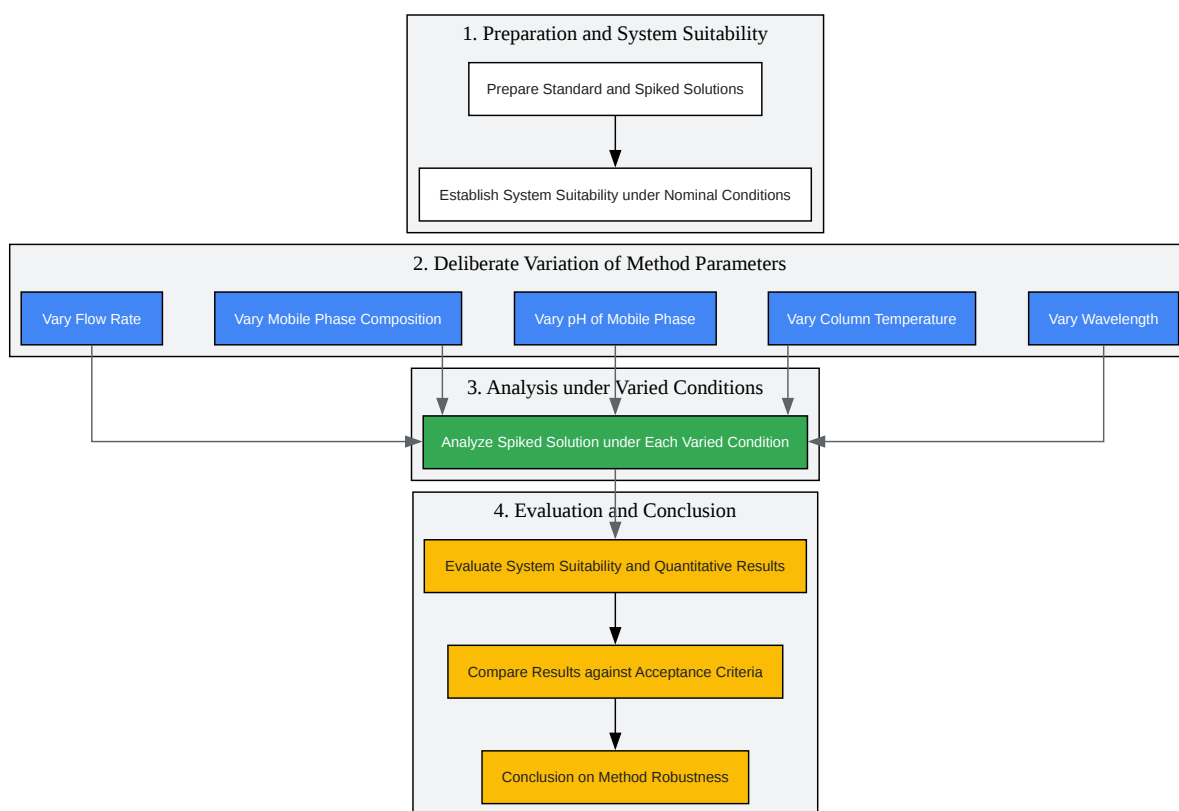 1. Preparation and System Suitability
Prepare Standard and Spiked Solutions
Establish System Suitability under Nominal Conditions
2. Deliberate Variation of Method Parameters
Vary Flow Rate
Vary Mobile Phase Composition
Vary pH of Mobile Phase
Vary Column Temperature
Vary Wavelength
3. Analysis under Varied Conditions
Analyze Spiked Solution under Each Varied Condition
4. Evaluation and Conclusion
Evaluate System Suitability and Quantitative Results
Compare Results against Acceptance Criteria
Conclusion on Method Robustness